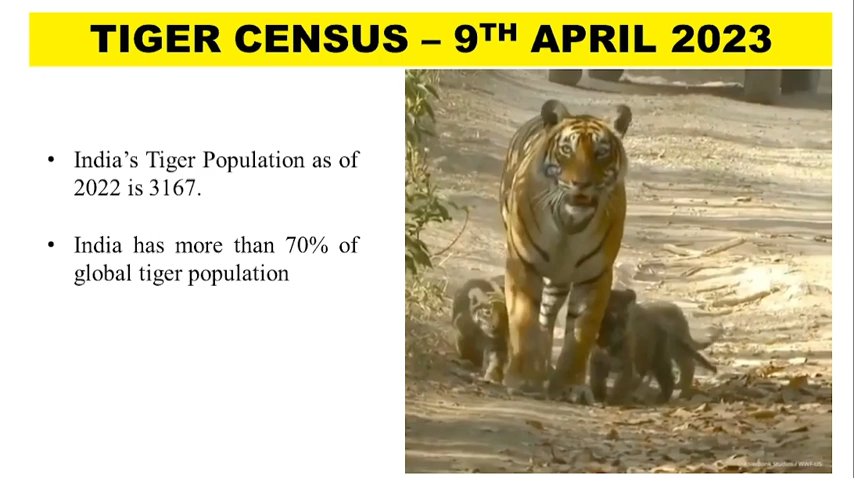 TIGER CENSUS – 9TH APRIL 2023
• India's Tiger Population as of
2022 is 3167.
• India has more than 70% of
global tiger population